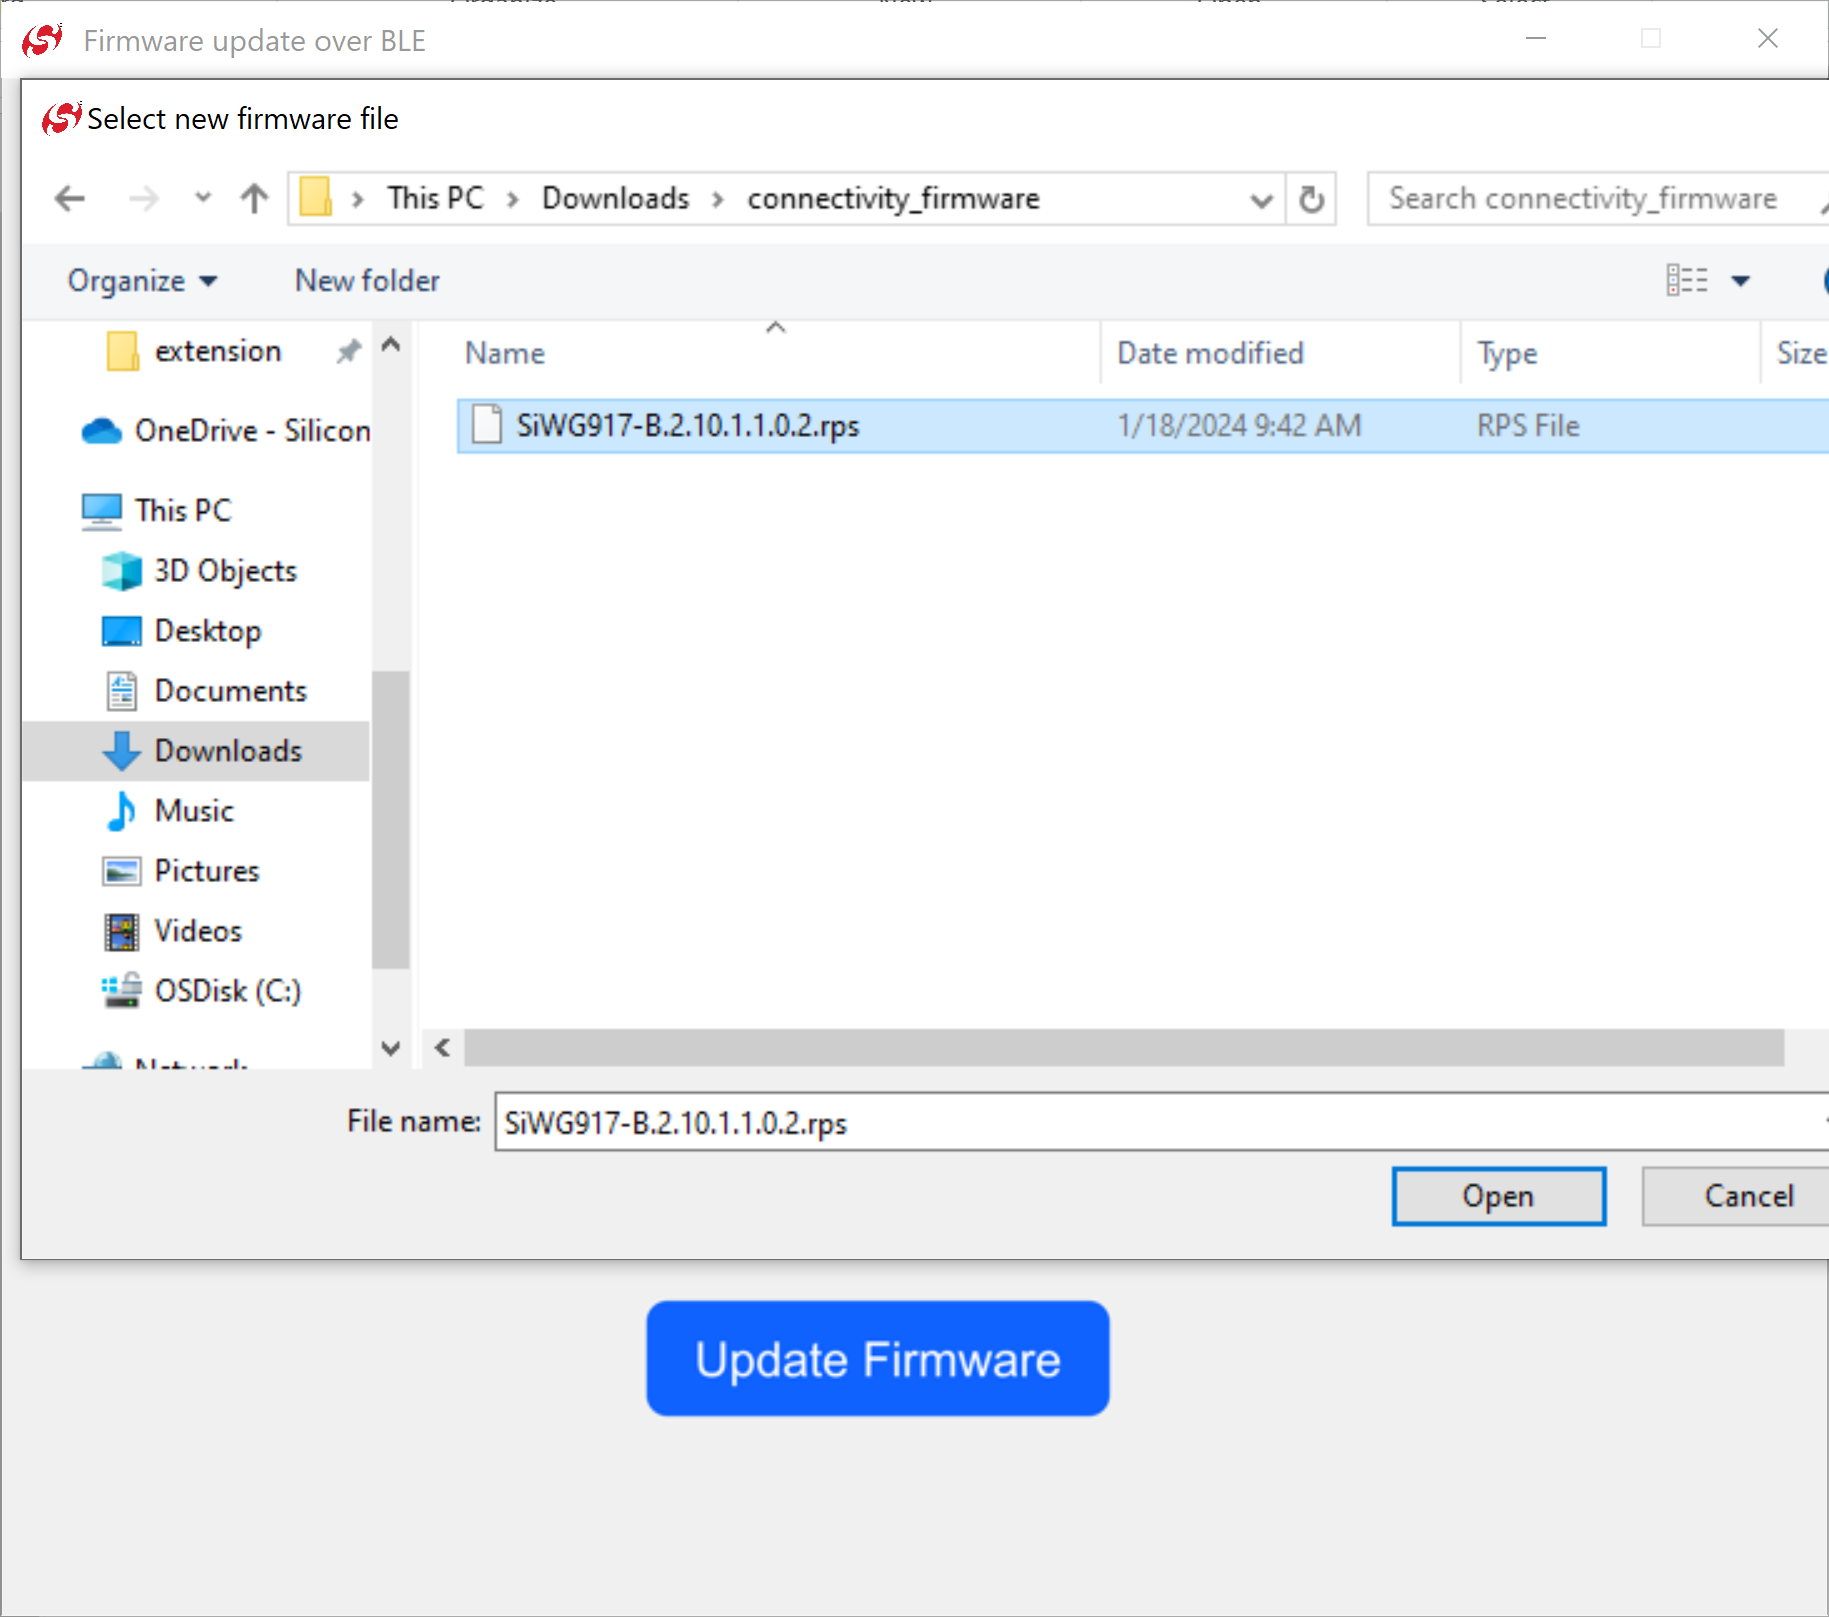 Firmware update over BLE
Select new firmware file
This PC > Downloads > connectivity_firmware
Search connectivity_firmware
Organize
New folder
Name
Date modified
Type
Size
SiWG917-B.2.10.1.1.0.2.rps
1/18/2024 9:42 AM
RPS File
extension
OneDrive - Silicon
This PC
3D Objects
Desktop
Documents
Downloads
Music
Pictures
Videos
OSDisk (C:)
Network
File name:
SiWG917-B.2.10.1.1.0.2.rps
Open
Cancel
Update Firmware